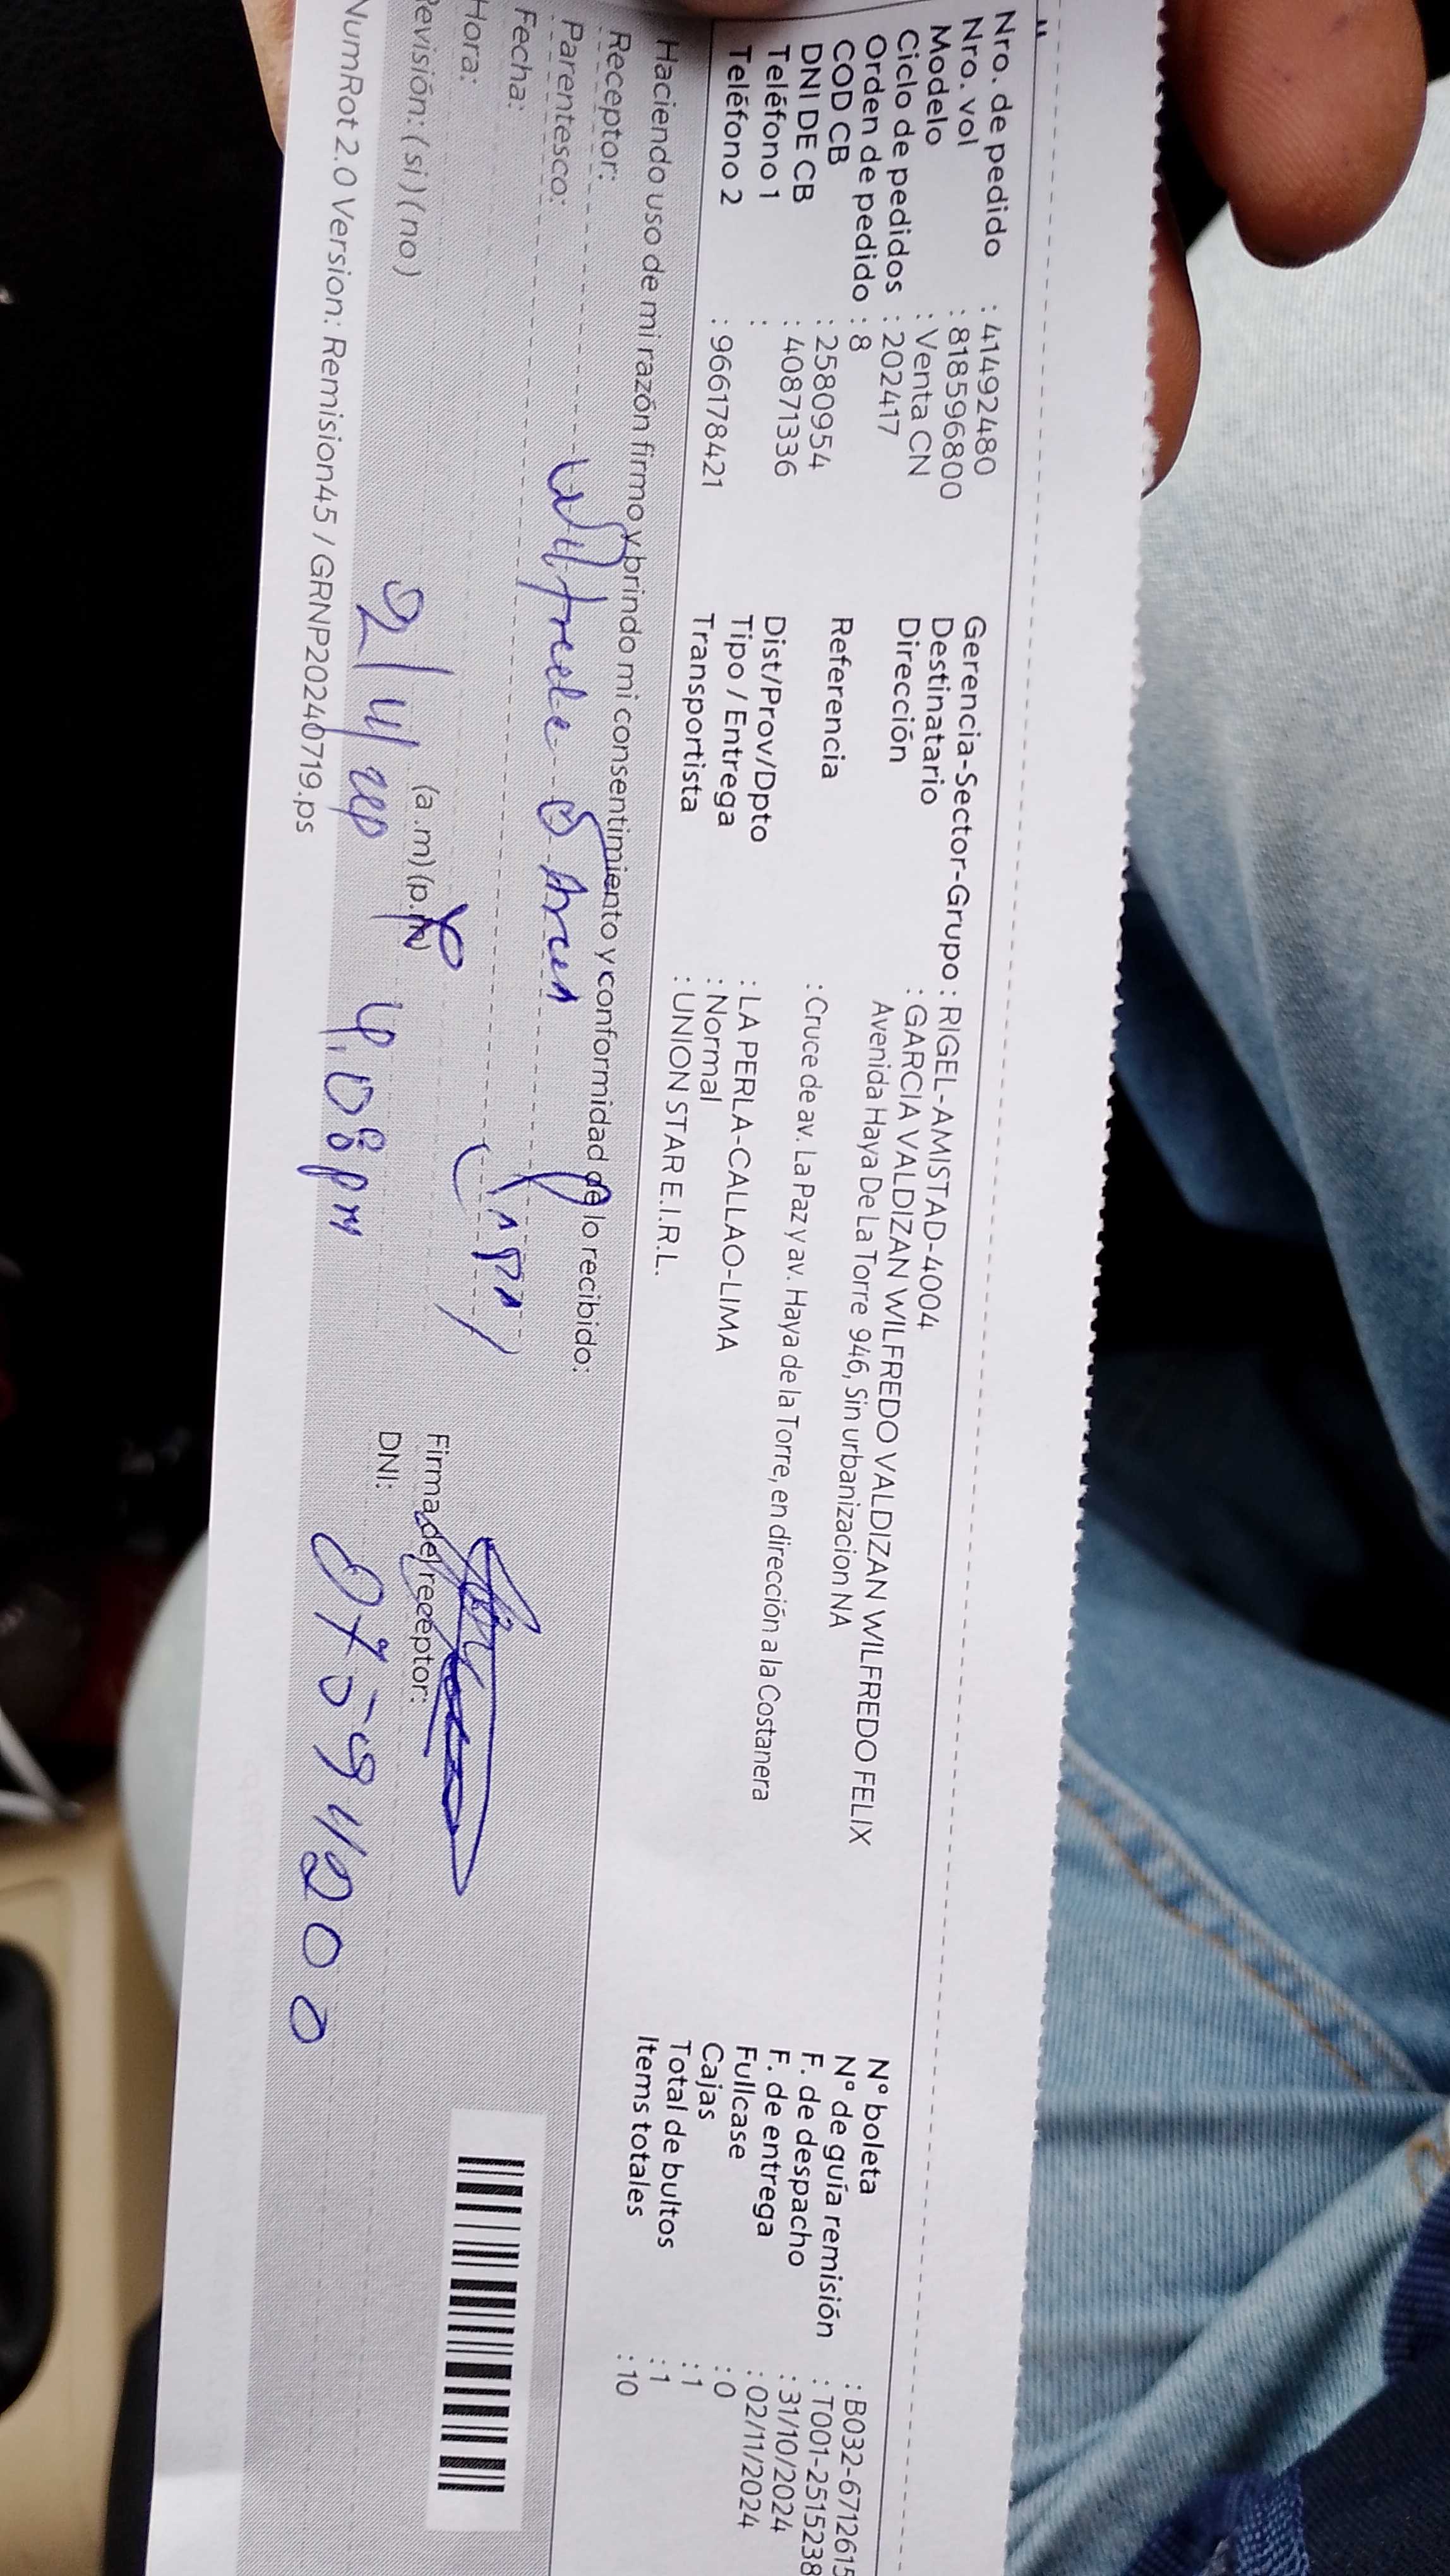 Nro. de pedido : 41492480
Nro. vol : 818596800
Modelo : Venta CN
Ciclo de pedidos : 202417
Orden de pedido : 8
COD CB : 2580954
DNI DE CB : 40871336
Teléfono 1 :
Teléfono 2 : 966178421
Gerencia-Sector-Grupo : RIGEL-AMISTAD-4004
Destinatario : GARCIA VALDIZAN WILFREDO VALDIZAN WILFREDO FELIX
Dirección Avenida Haya De La Torre 946, Sin urbanizacion NA
Referencia : Cruce de av. La Paz y av. Haya de la Torre, en dirección a la Costanera
Dist/Prov/Dpto : LA PERLA-CALLAO-LIMA
Tipo / Entrega : Normal
Transportista : UNION STAR E.I.R.L.
Nº boleta : B032-6712615
Nº de guía remisión : T001-2515238
F. de despacho : 31/10/2024
F. de entrega : 02/11/2024
Fullcase : 0
Cajas : 1
Total de bultos : 1
Items totales : 10
Haciendo uso de mi razón firmo y brindo mi consentimiento y conformidad de lo recibido:
Receptor:
Parentesco:
Fecha:
Hora: (a.m) (p.m)
Revisión: (si) (no)
4:08 pm
Firma del receptor:
DNI:
NumRot 2.0 Version: Remision45 / GRNP20240719.ps